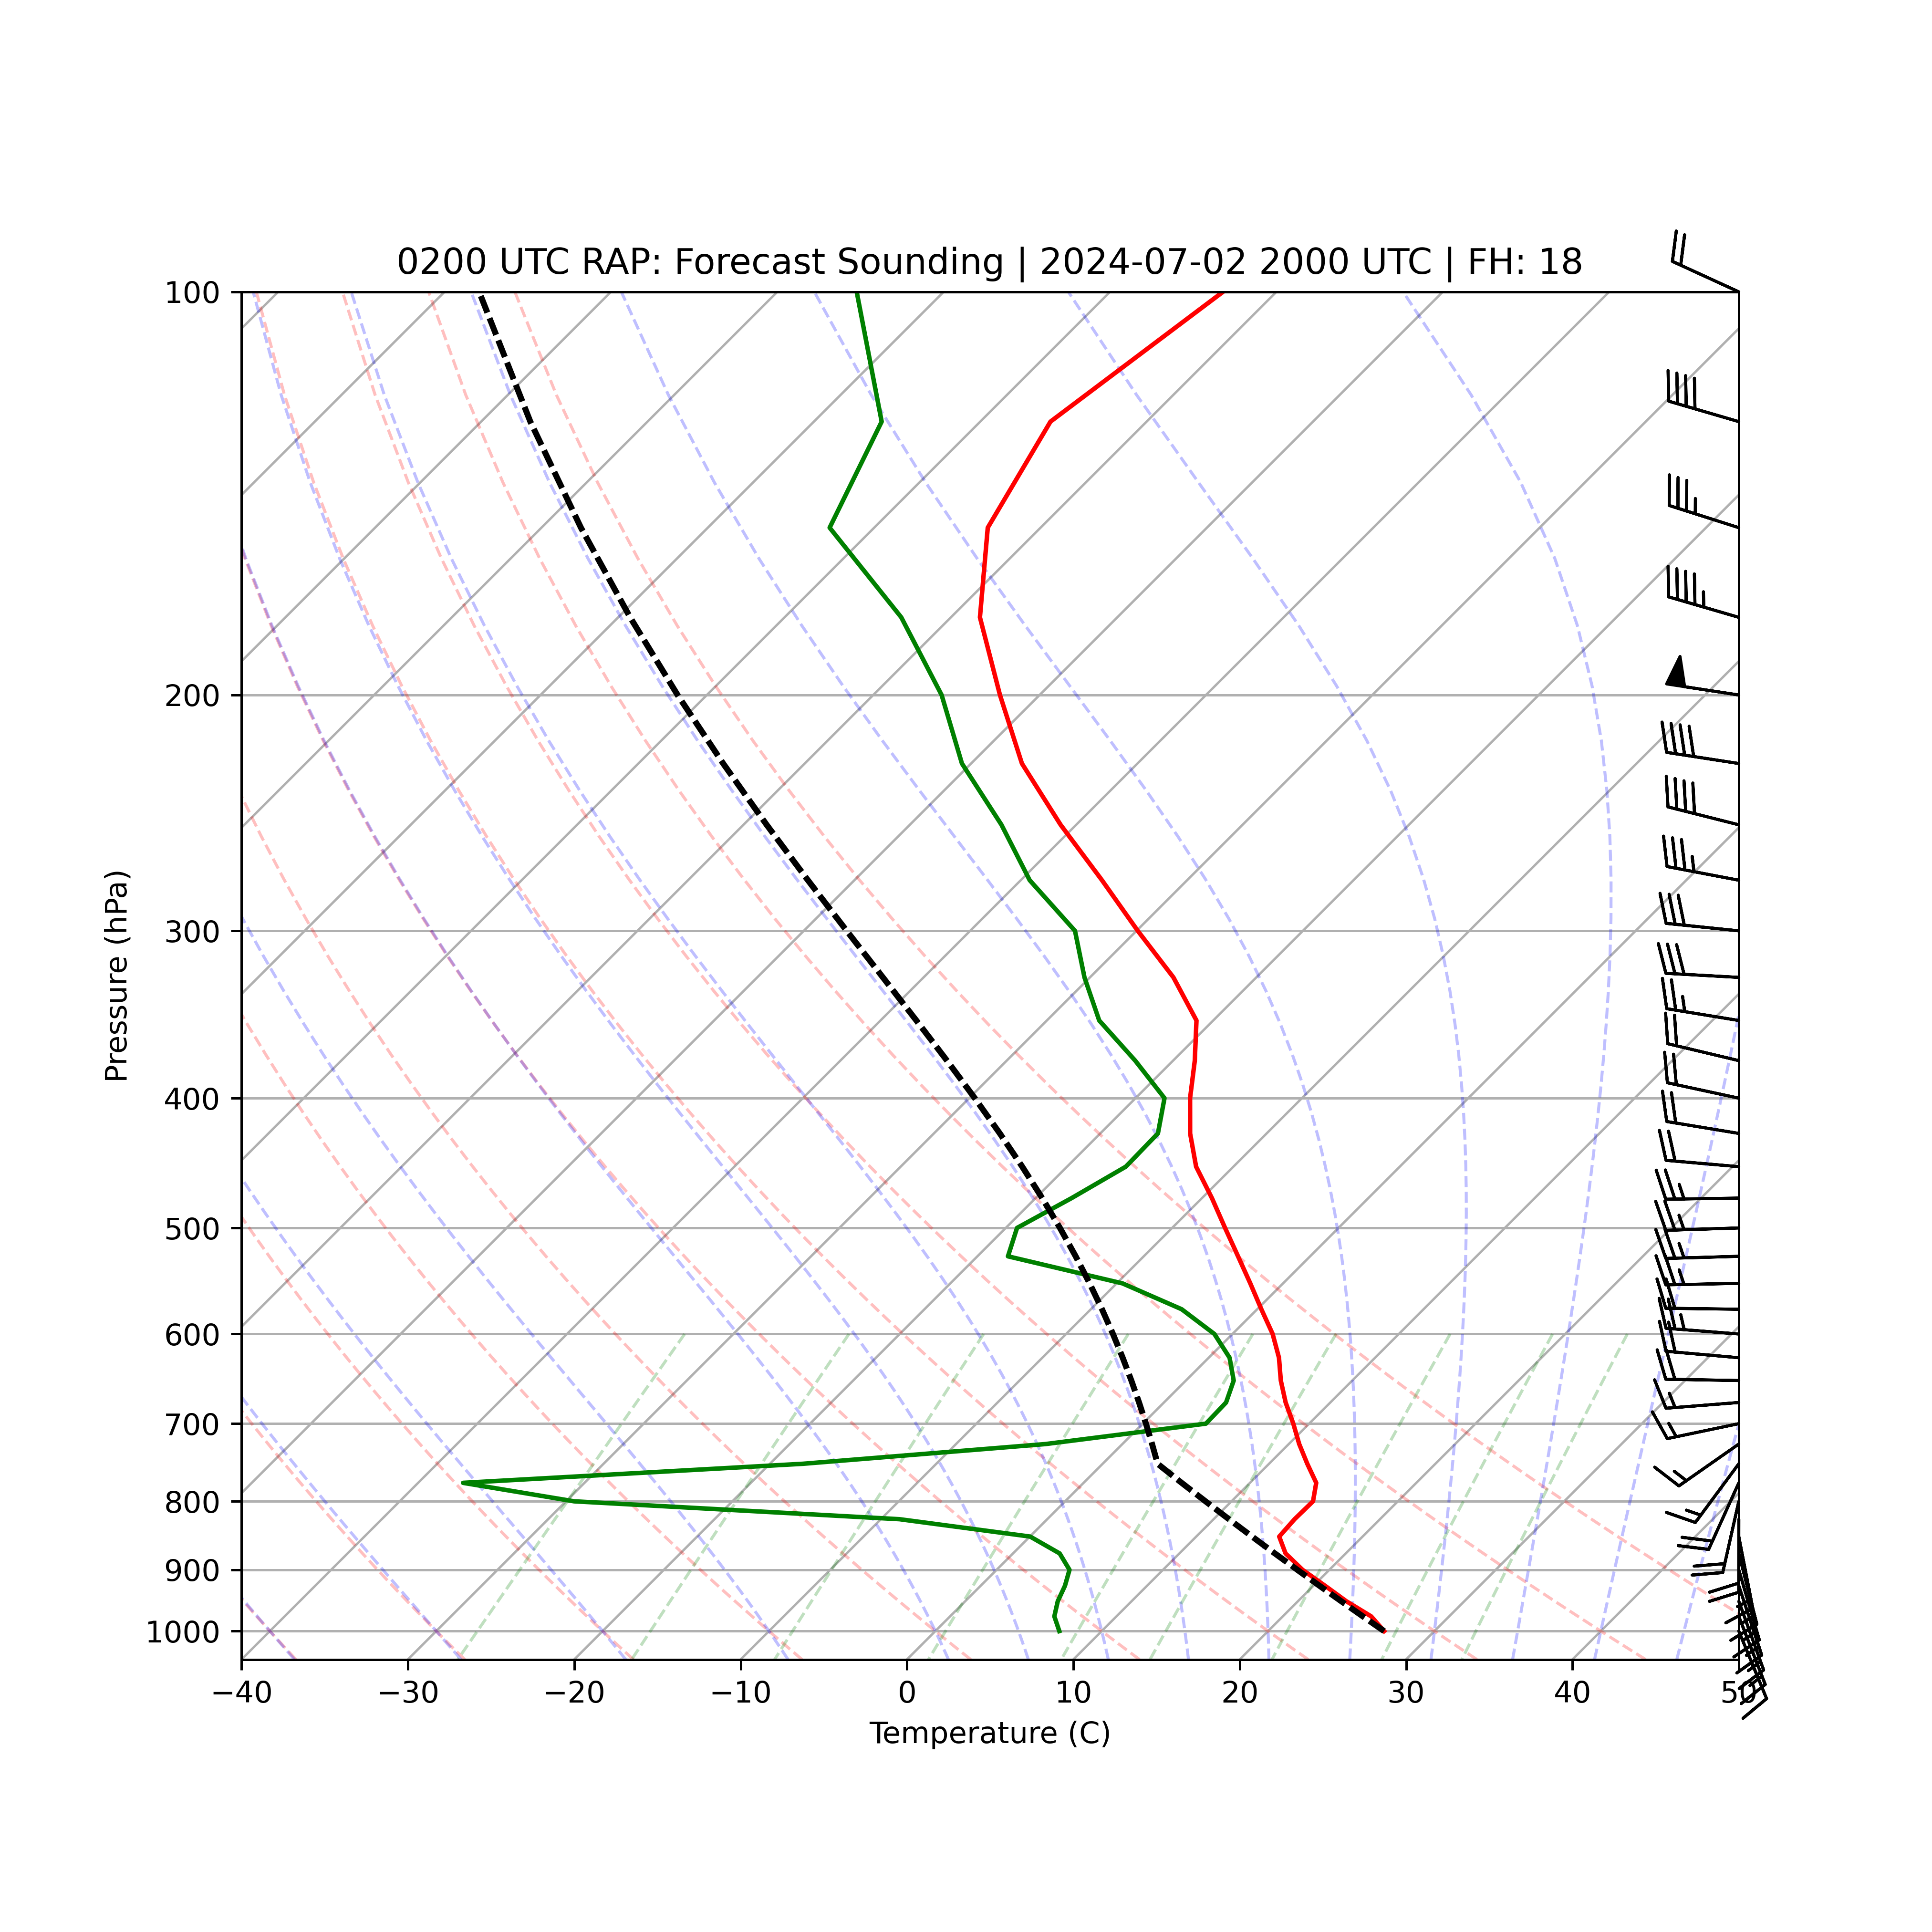 0200 UTC RAP: Forecast Sounding | 2024-07-02 2000 UTC | FH: 18
100
200
300
400
500
600
700
800
900
1000
Pressure (hPa)
−40 −30 −20 −10 0 10 20 30 40 50
Temperature (C)